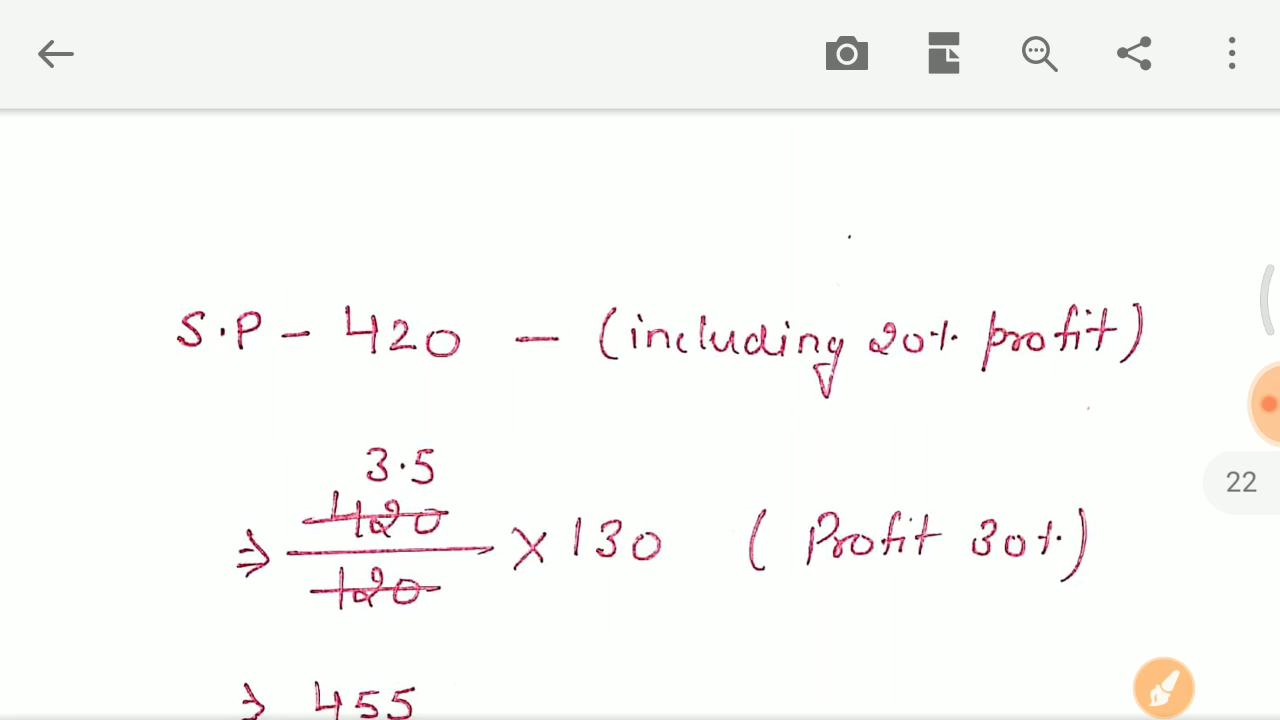 S.P - 420 - (including 20% profit)
3.5
⇒ 420/120 × 130 (Profit 30%)
⇒ 455
22